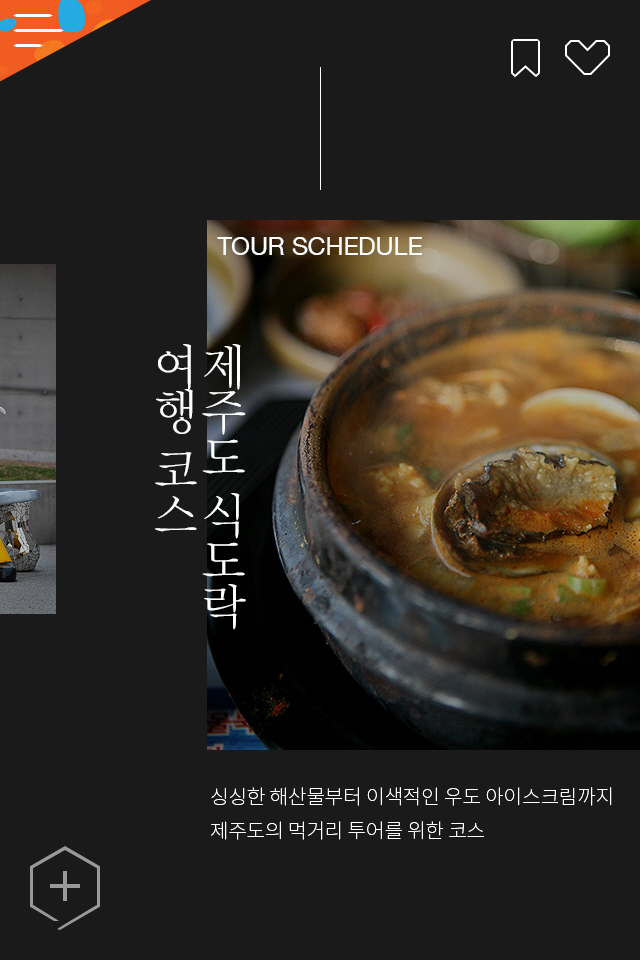 TOUR SCHEDULE
제주도 식도락
여행 코스
싱싱한 해산물부터 이색적인 우도 아이스크림까지
제주도의 먹거리 투어를 위한 코스